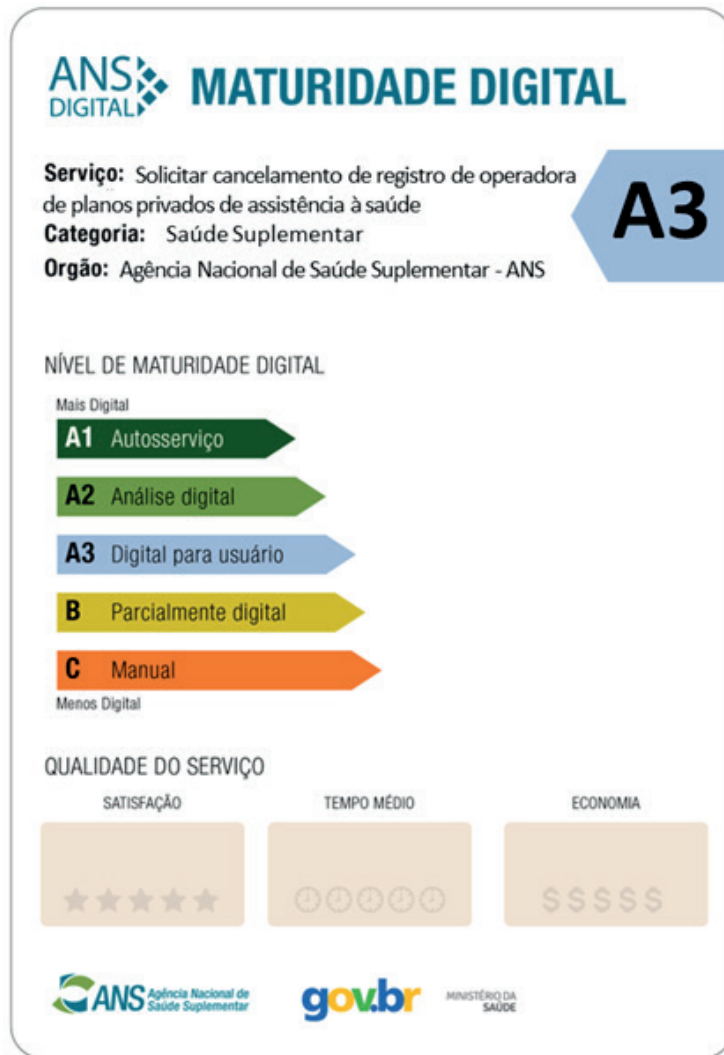 ANS
DIGITAL
MATURIDADE DIGITAL
Serviço: Solicitar cancelamento de registro de operadora
de planos privados de assistência à saúde
Categoria: Saúde Suplementar
Orgão: Agência Nacional de Saúde Suplementar - ANS
A3
NÍVEL DE MATURIDADE DIGITAL
Mais Digital
A1 Autosserviço
A2 Análise digital
A3 Digital para usuário
B Parcialmente digital
C Manual
Menos Digital
QUALIDADE DO SERVIÇO
SATISFAÇÃO TEMPO MÉDIO ECONOMIA
$$$$$
ANS Agência Nacional de
Saúde Suplementar
gov.br
MINISTÉRIO DA
SAÚDE